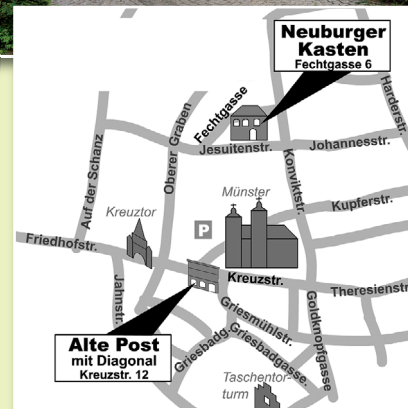 Neuburger
Kasten
Fechtgasse 6
Harderstr.
Fechtgasse
Oberer Graben
Auf der Schanz
Jesuitenstr.
Johannesstr.
Konviktstr.
Münster
Kupferstr.
Kreuztor
P
Friedhofstr.
Kreuzstr.
Theresienstr
Jahnstr.
Goldknopfgasse
Griesmühlstr.
Griesbadg.
Griesbadgasse.
Alte Post
mit Diagonal
Kreuzstr. 12
Taschentor-
turm